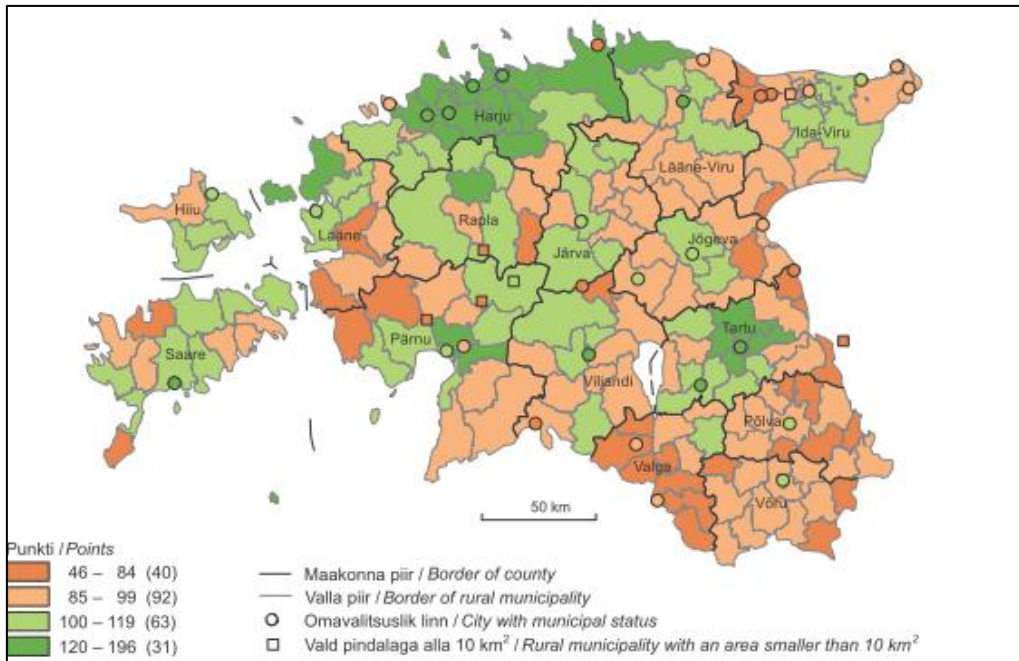 Harju
Ida-Viru
Lääne-Viru
Hiiu
Lääne
Rapla
Järva
Jõgeva
Saare
Pärnu
Tartu
Viljandi
Põlva
Valga
Võru
50 km
Punkti / Points
46 – 84 (40)
85 – 99 (92)
100 – 119 (63)
120 – 196 (31)
Maakonna piir / Border of county
Valla piir / Border of rural municipality
Omavalitsuslik linn / City with municipal status
Vald pindalaga alla 10 km² / Rural municipality with an area smaller than 10 km²